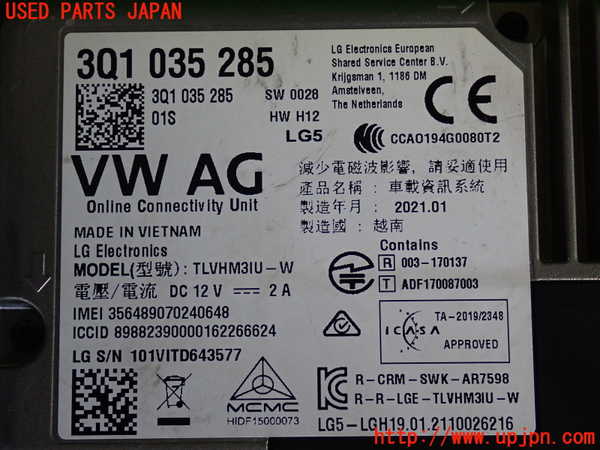 USED PARTS JAPAN
3Q1 035 285
3Q1 035 285
01S
SW 0028
HW H12
LG5
LG Electronics European
Shared Service Center B.V.
Krijgsman 1, 1186 DM
Amstelveen,
The Netherlands
CE
CCC
CCAO194G0080T2
VW AG
Online Connectivity Unit
減少電磁波影響，請妥適使用
產品名稱：車載資訊系統
製造年月：2021.01
製造國：越南
MADE IN VIETNAM
LG Electronics
MODEL(型號): TLVHM3IU-W
電壓/電流 DC 12 V 2 A
IMEI 356489070240648
ICCID 89882390000162266624
LG S/N 101VITD643577
Contains
R 003-170137
T ADF170087003
ICASA
TA-2019/2348
APPROVED
MCMC
HIDF15000073
R-CRM-SWK-AR7598
R-R-LGE-TLVHM3IU-W
LG5-LGH19.01.2110026216
http://www.upjpn.com/